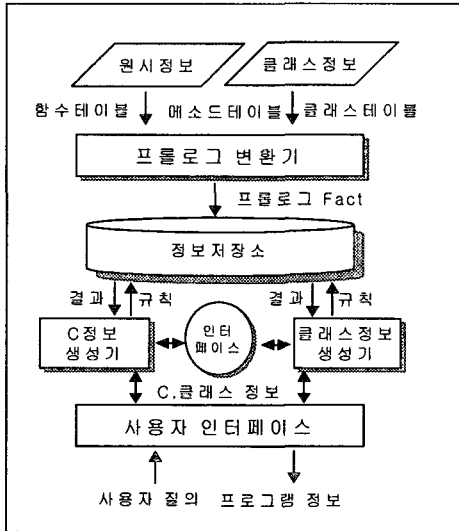 원시정보 클래스정보
함수테이블 메소드테이블 클래스테이블
프롤로그 변환기
프롤로그 Fact
정보저장소
결과 규칙 결과 규칙
C정보 생성기
인터 페이스
클래스정보 생성기
C,클래스 정보
사용자 인터페이스
사용자 질의 프로그램 정보